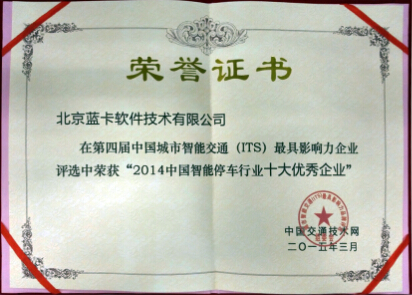 荣誉证书
北京蓝卡软件技术有限公司
在第四届中国城市智能交通（ITS）最具影响力企业
评选中荣获“2014中国智能停车行业十大优秀企业”
中国交通技术网
二〇一五年三月